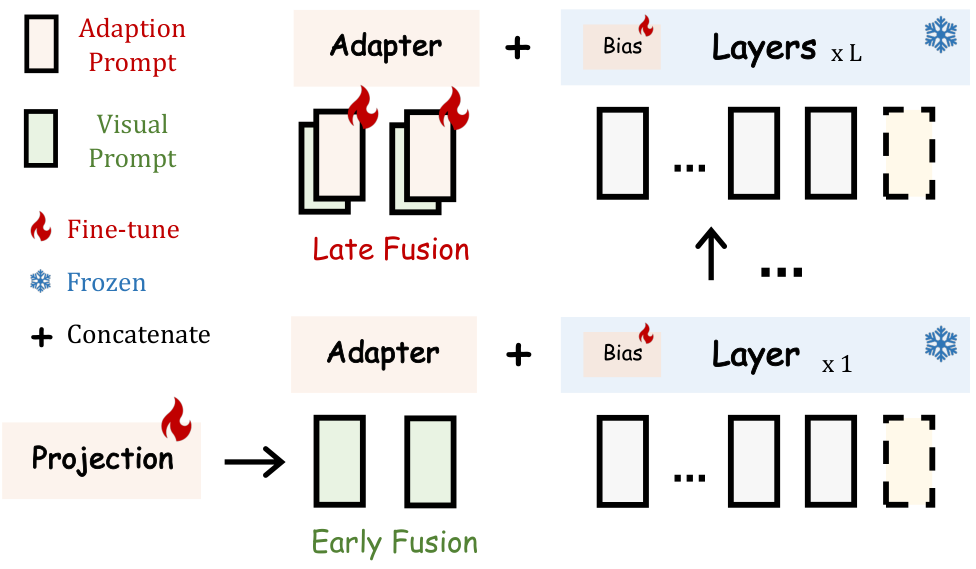 Adaption
Prompt
Visual
Prompt
Fine-tune
Frozen
+ Concatenate
Adapter + Bias Layers x L
...
Late Fusion
...
Adapter + Bias Layer x 1
Projection
...
Early Fusion